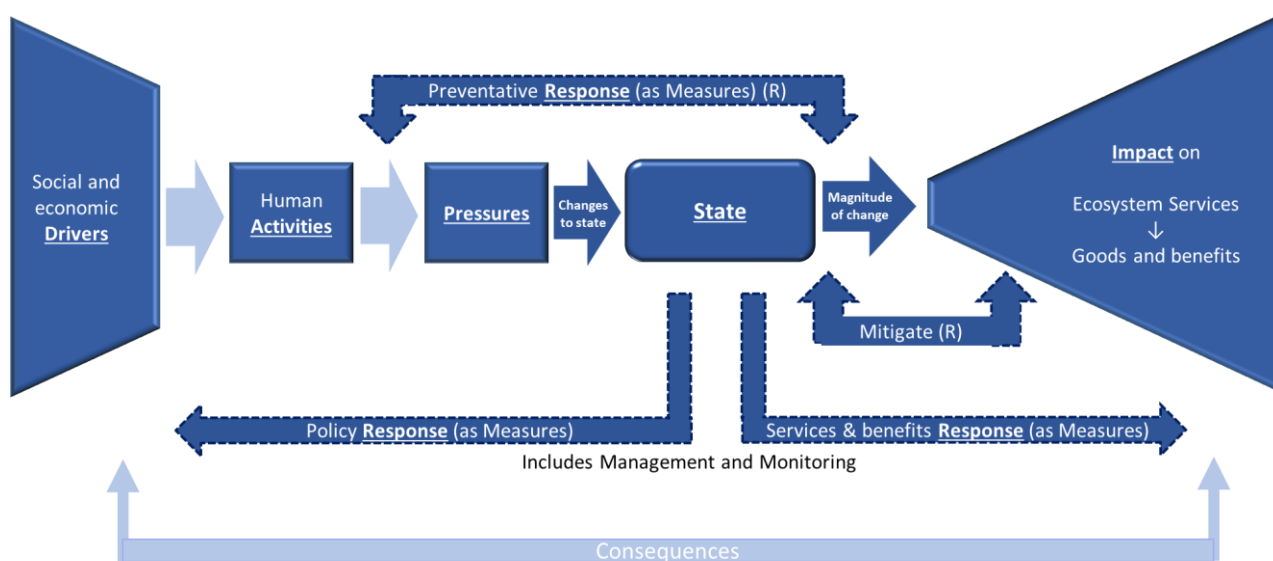 Preventative Response (as Measures) (R)
Social and
economic
Drivers
Human
Activities
Pressures
Changes
to state
State
Magnitude
of change
Impact on
Ecosystem Services
↓
Goods and benefits
Mitigate (R)
Policy Response (as Measures)
Services & benefits Response (as Measures)
Includes Management and Monitoring
Consequences